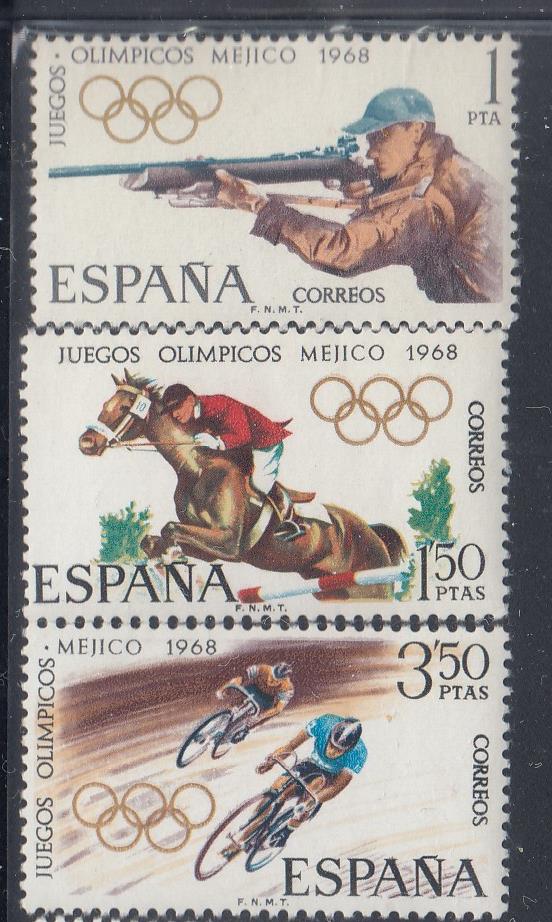 JUEGOS · OLIMPICOS MEJICO 1968
1
PTA
ESPAÑA CORREOS
F. N. M. T.
JUEGOS OLIMPICOS MEJICO 1968
CORREOS
10
ESPAÑA
1'50
PTAS
F. N. M. T.
JUEGOS OLIMPICOS · MEJICO 1968
3'50
PTAS
CORREOS
ESPAÑA
F. N. M. T.